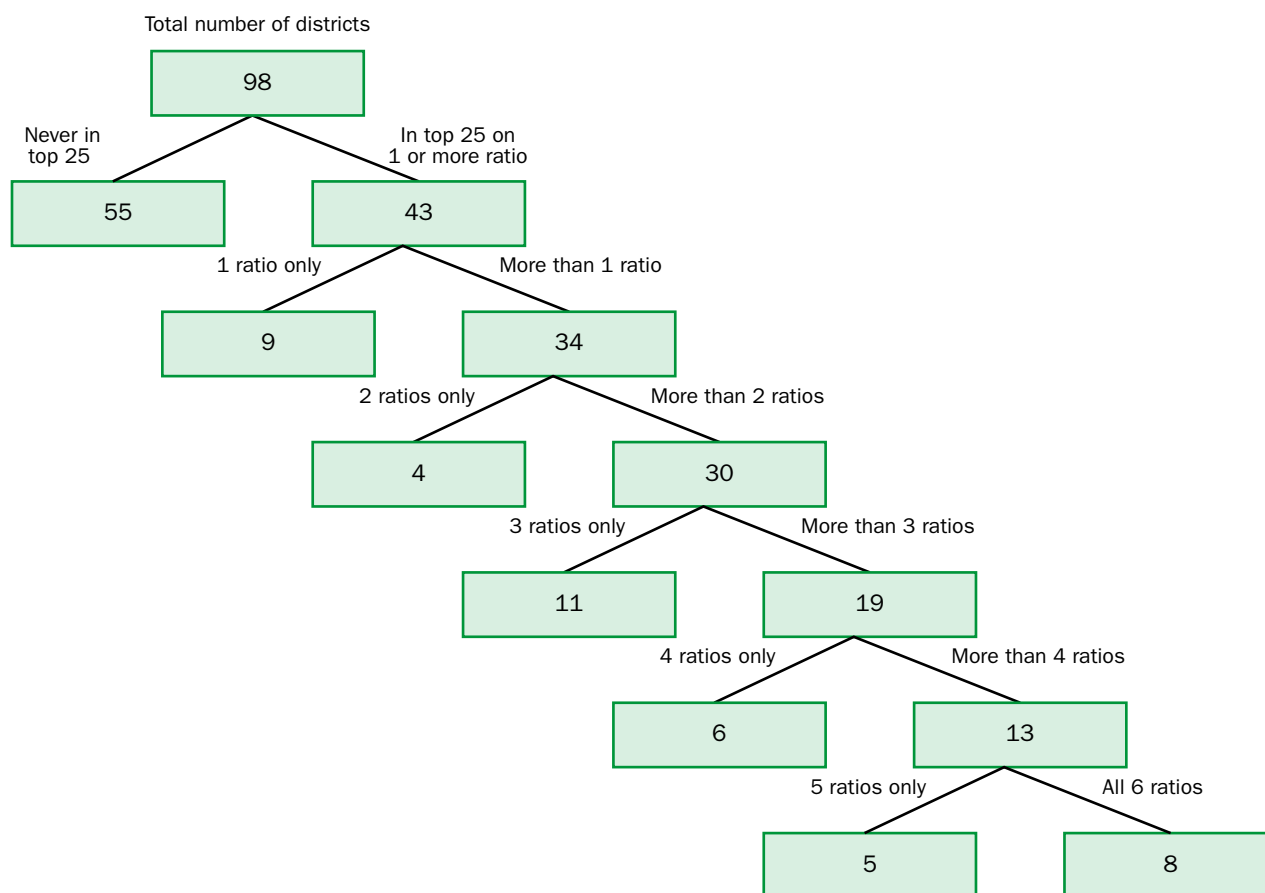 Total number of districts
98
Never in
top 25
In top 25 on
1 or more ratio
55
43
1 ratio only
More than 1 ratio
9
34
2 ratios only
More than 2 ratios
4
30
3 ratios only
More than 3 ratios
11
19
4 ratios only
More than 4 ratios
6
13
5 ratios only
All 6 ratios
5
8